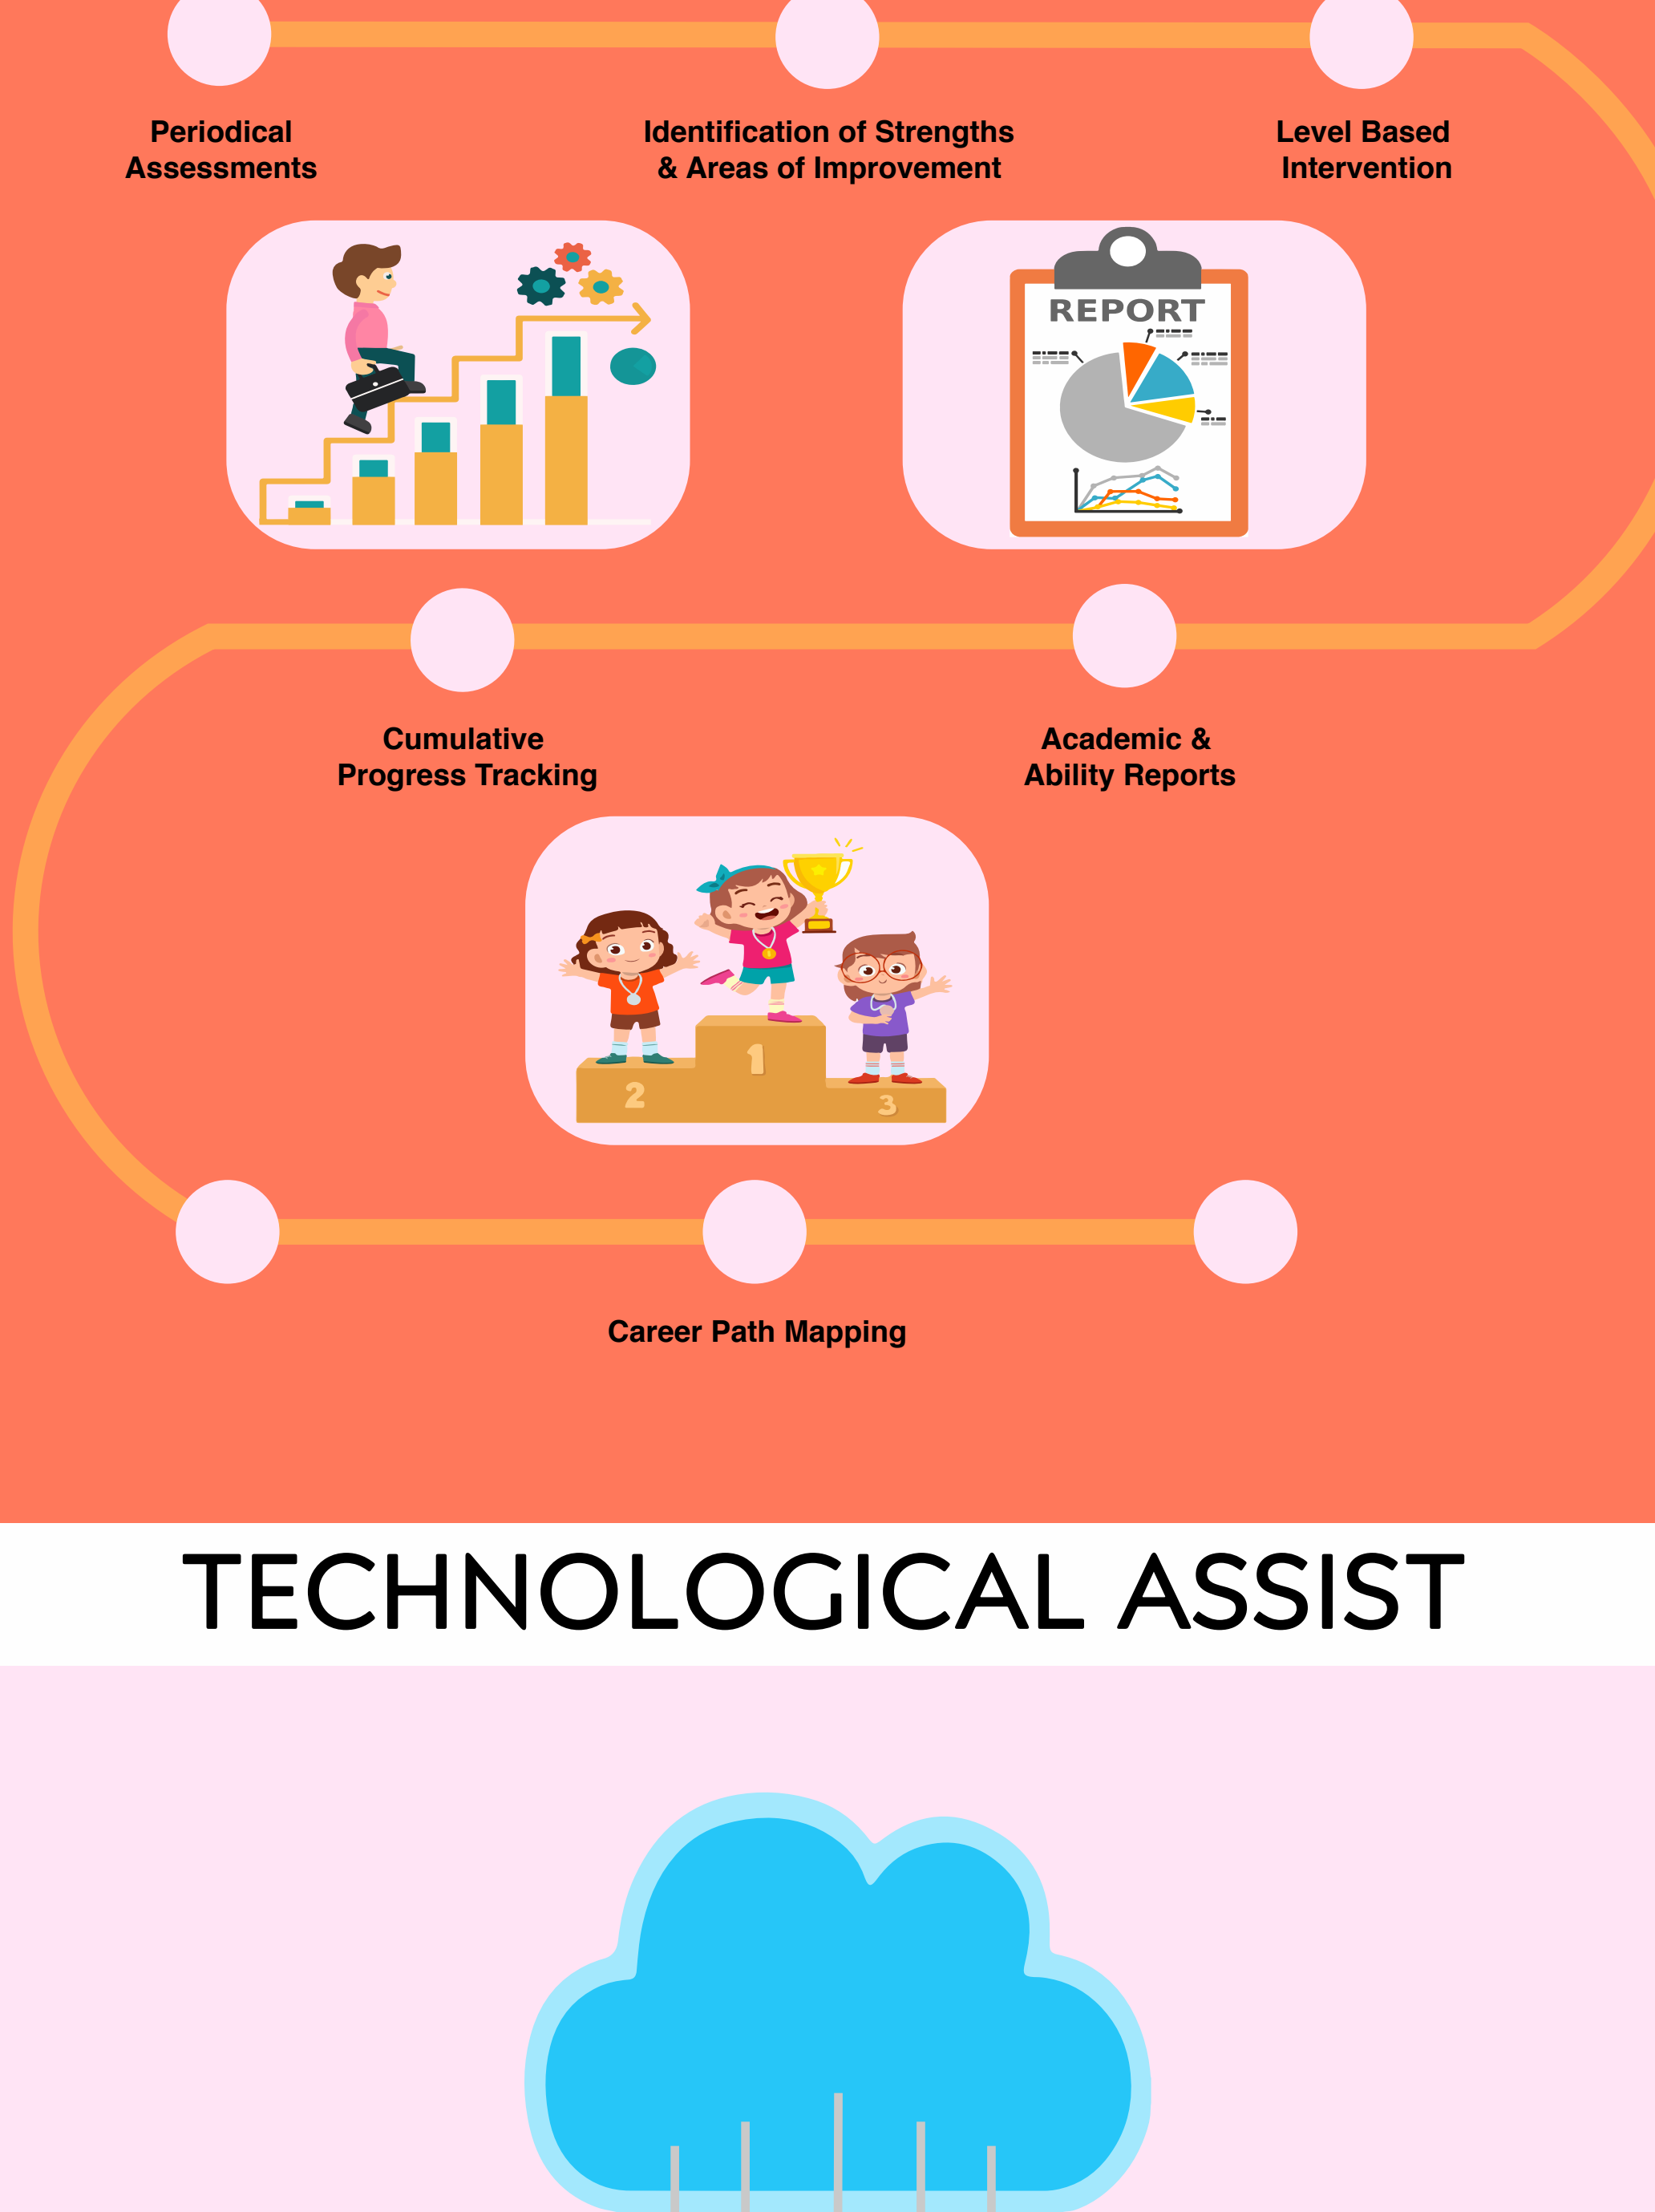 Periodical
Assessments
Identification of Strengths
& Areas of Improvement
Level Based
Intervention
REPORT
Cumulative
Progress Tracking
Academic &
Ability Reports
1
2
1
3
Career Path Mapping
TECHNOLOGICAL ASSIST